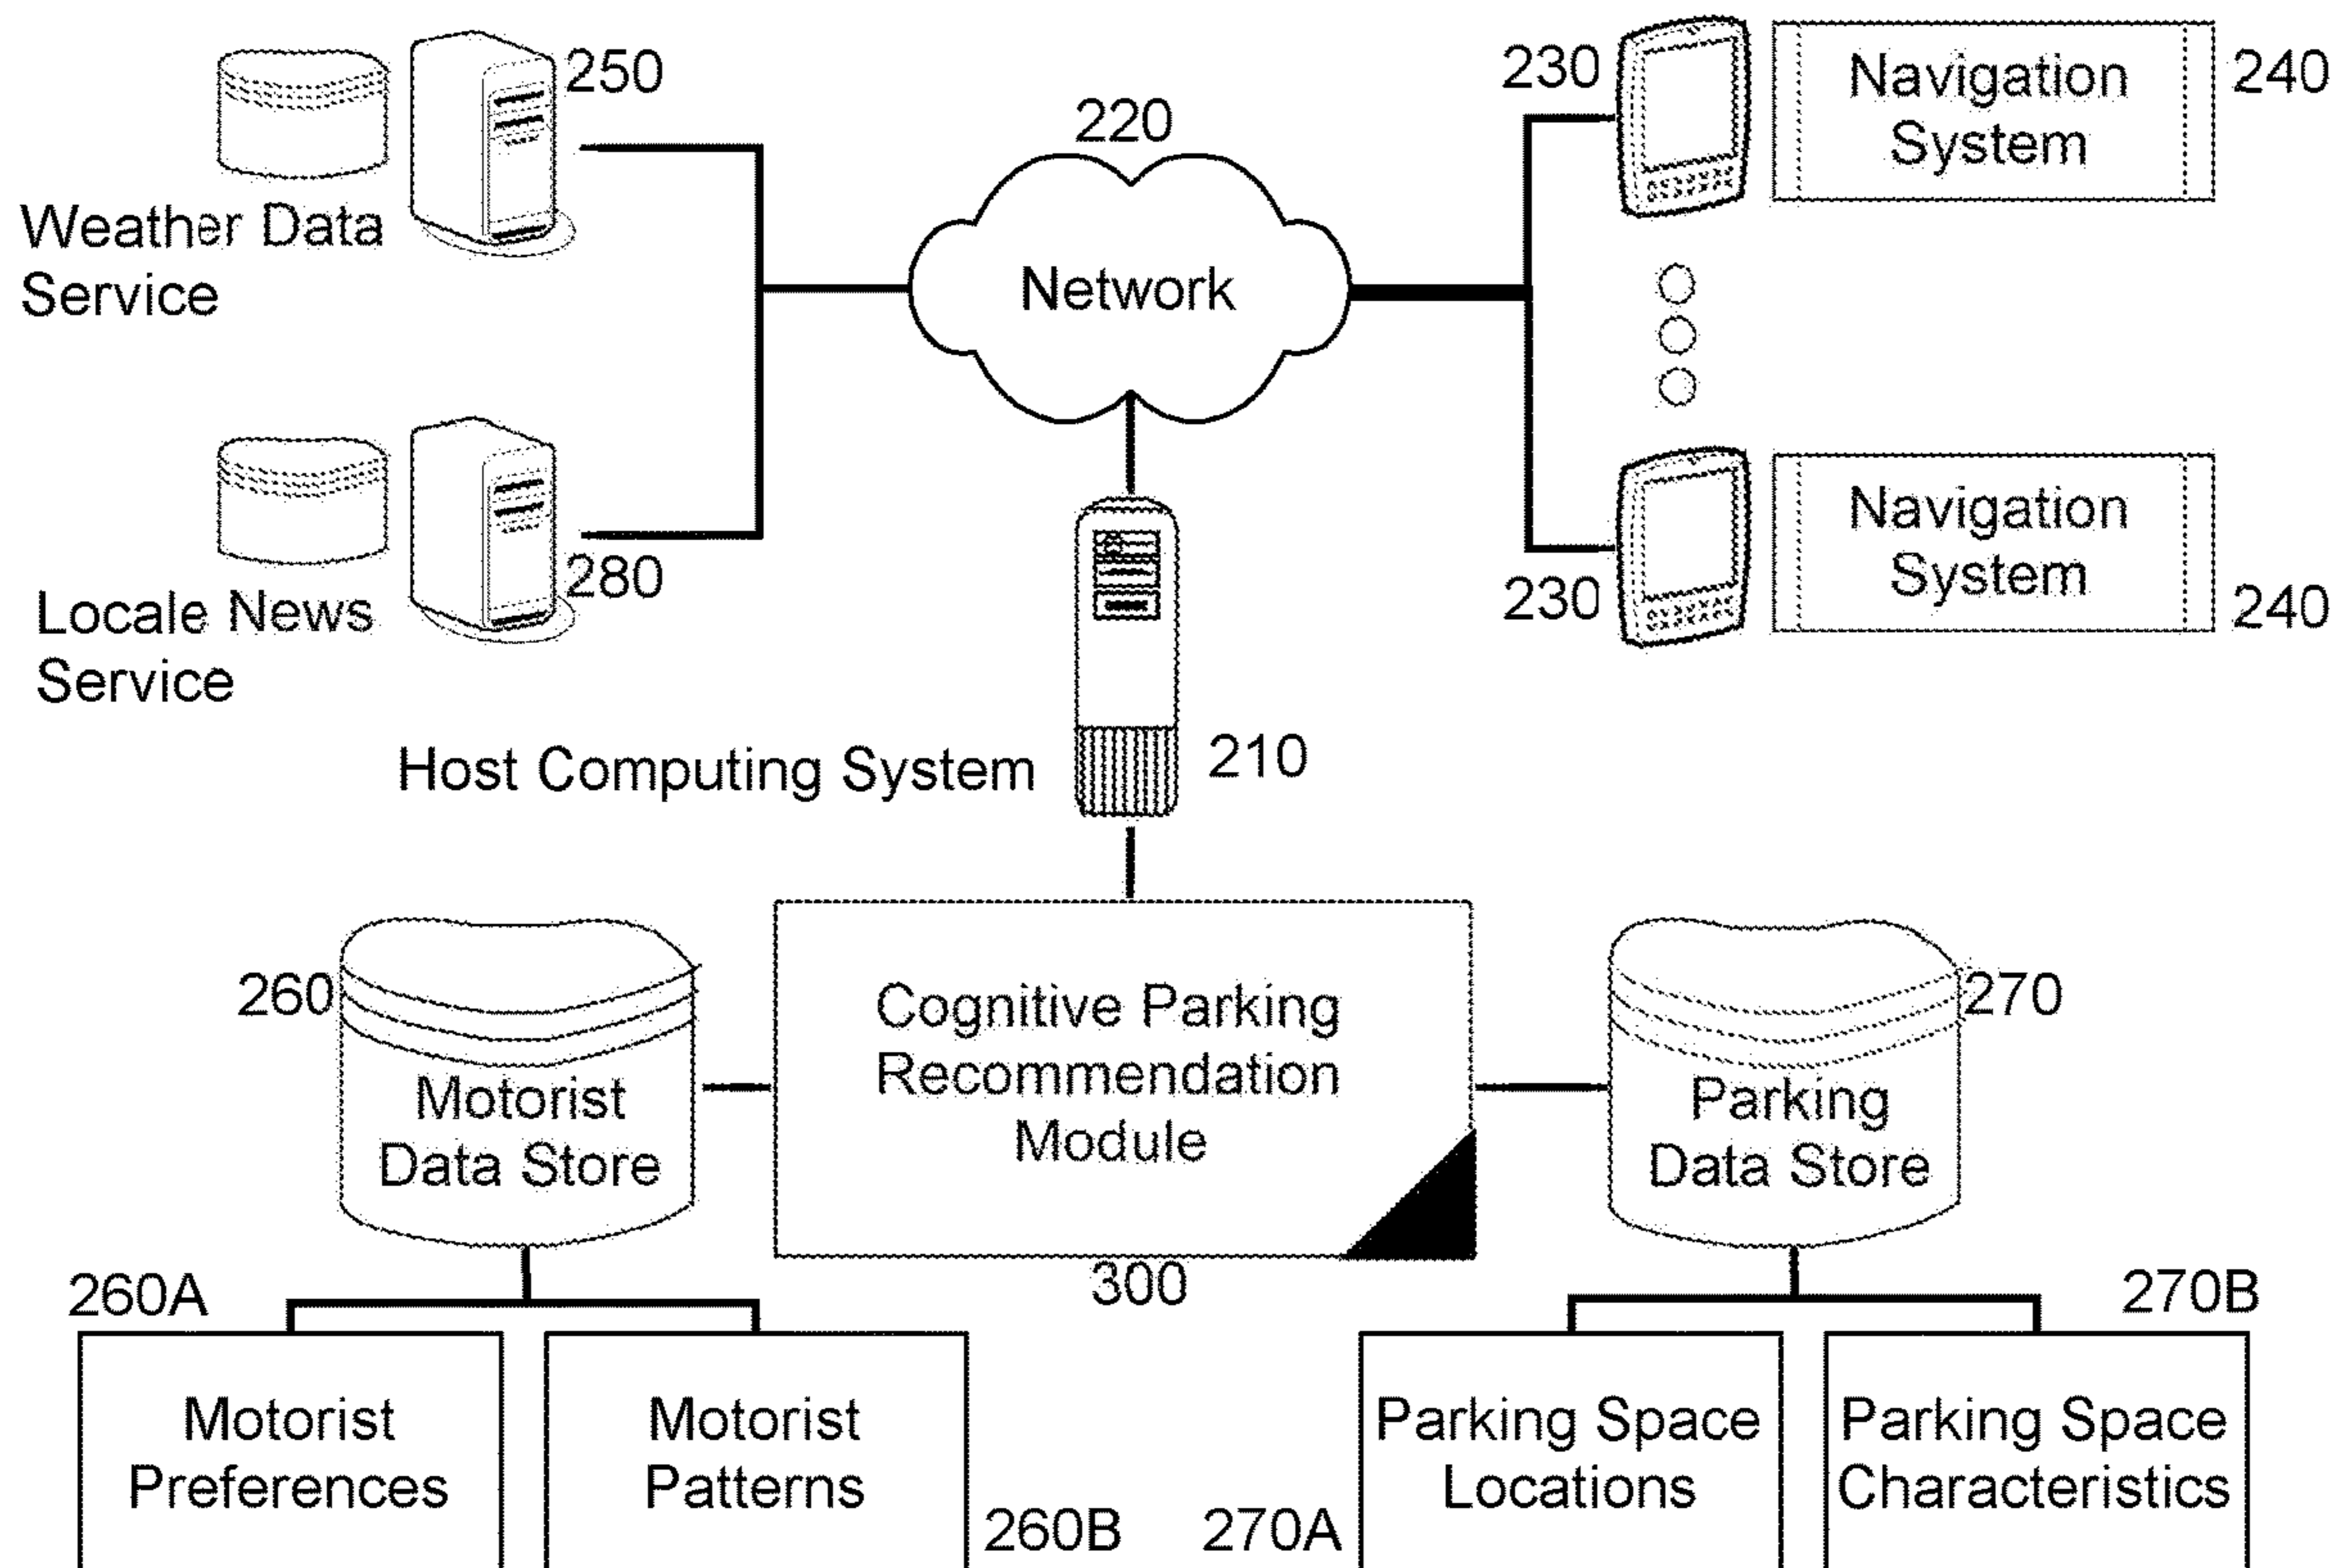 250
Weather Data
Service
220
Network
230
Navigation
System
240
280
Locale News
Service
230
Navigation
System
240
Host Computing System
210
260
Motorist
Data Store
Cognitive Parking
Recommendation
Module
300
270
Parking
Data Store
260A
Motorist
Preferences
Motorist
Patterns
260B
270A
Parking Space
Locations
270B
Parking Space
Characteristics